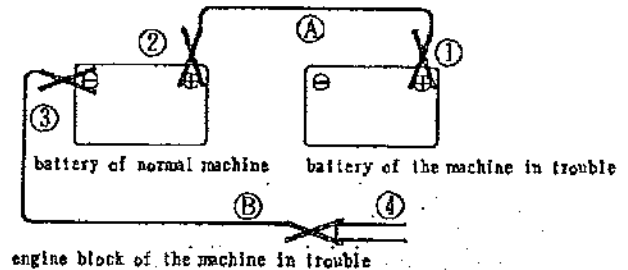 Ⓐ
② ①
⊖ ⊕ ⊖ ⊕
③
battery of normal machine battery of the machine in trouble
Ⓑ ④
engine block of the machine in trouble